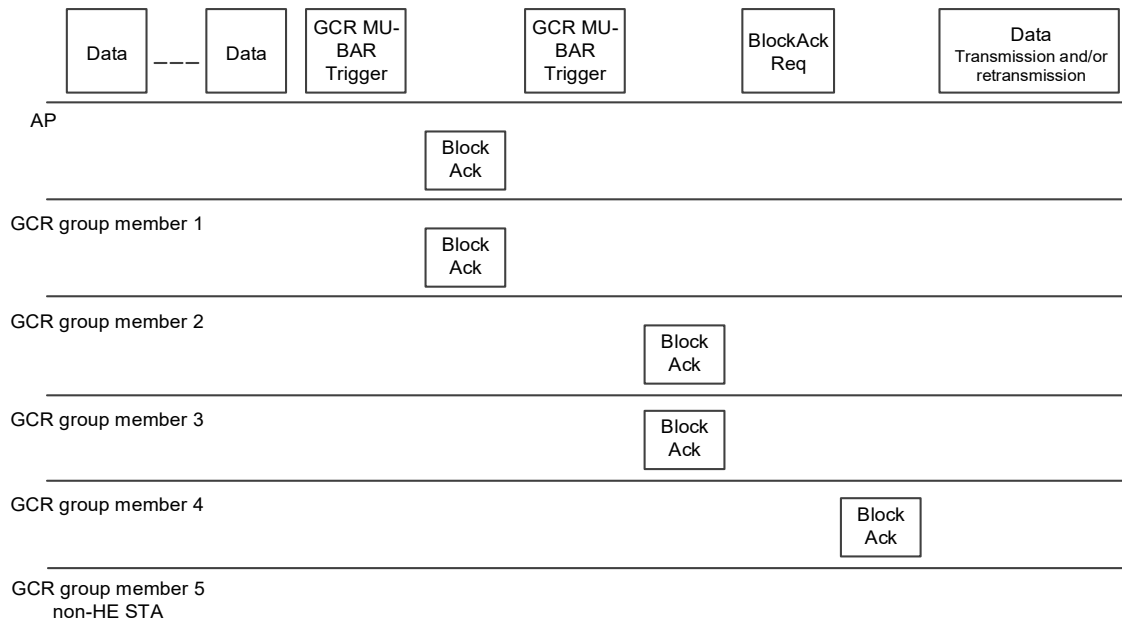 Data
Data
GCR MU-
BAR
Trigger
GCR MU-
BAR
Trigger
BlockAck
Req
Data
Transmission and/or
retransmission
AP
Block
Ack
GCR group member 1
Block
Ack
GCR group member 2
Block
Ack
GCR group member 3
Block
Ack
GCR group member 4
Block
Ack
GCR group member 5
non-HE STA